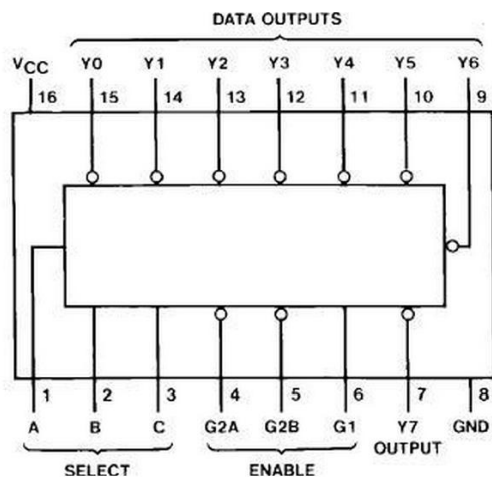 DATA OUTPUTS
VCC Y0 Y1 Y2 Y3 Y4 Y5 Y6
16 15 14 13 12 11 10 9
1 2 3 4 5 6 7 8
A B C G2A G2B G1 Y7 GND
OUTPUT
SELECT ENABLE